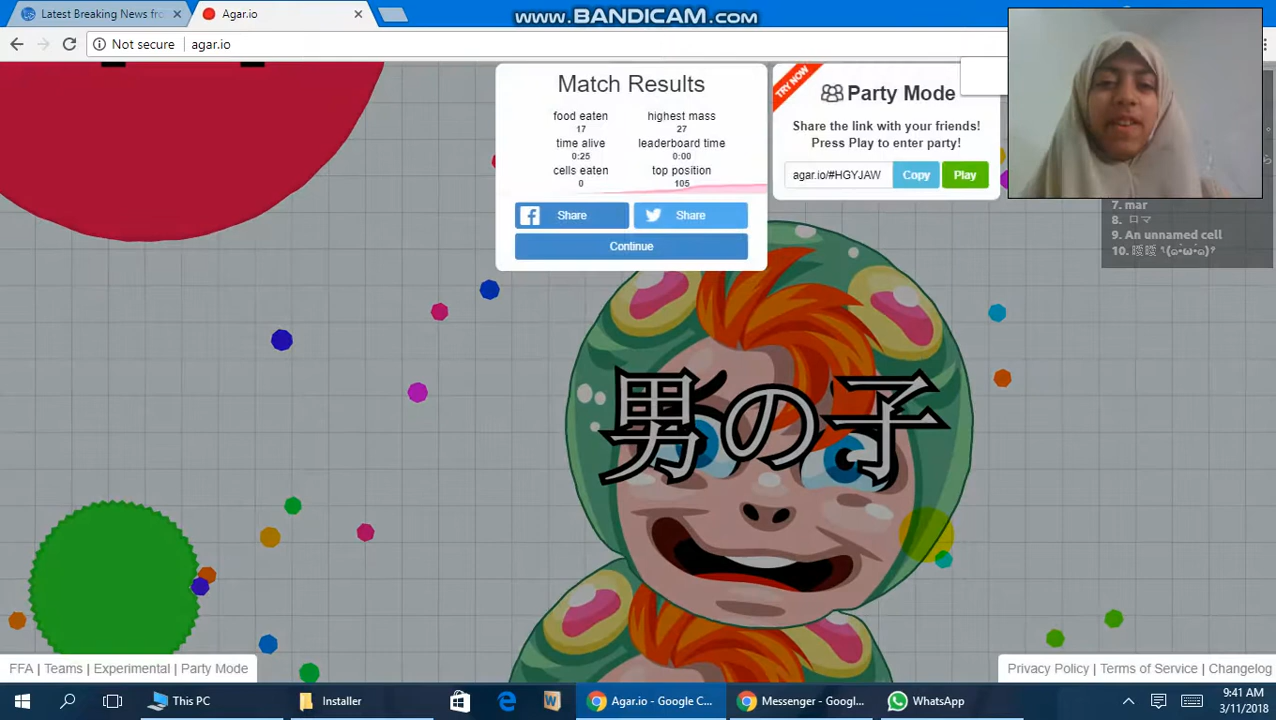 Latest Breaking News fro
Agar.io
www.BANDICAM.com
Not secure
agar.io
Match Results
food eaten
highest mass
17
27
time alive
leaderboard time
0:25
0:00
cells eaten
top position
0
105
Share
Share
Continue
TRY NOW
Party Mode
Share the link with your friends!
Press Play to enter party!
agar.io/#HGYJAW
Copy
Play
7. mar
8. ロマ
9. An unnamed cell
男の子
FFA | Teams | Experimental | Party Mode
Privacy Policy | Terms of Service | Changelog
This PC
Installer
Agar.io - Google C...
Messenger - Googl...
WhatsApp
9:41 AM
3/11/2018